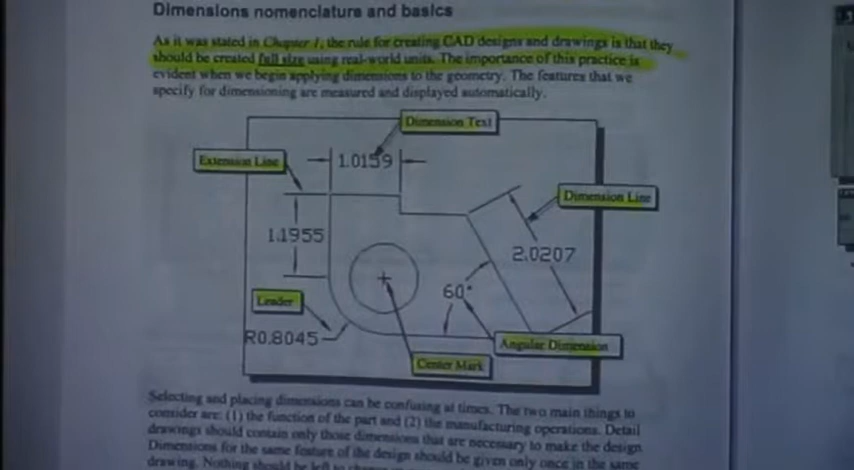 Dimensions nomenclature and basics
As it was stated in Chapter 1, the rule for creating CAD designs and drawings is that they
should be created full size using real-world units. The importance of this practice is
evident when we begin applying dimensions to the geometry. The features that we
specify for dimensioning are measured and displayed automatically.
Dimension Text
Extension Line
1.0159
Dimension Line
1.1955
2.0207
60°
Leader
R0.8045
Angular Dimension
Center Mark
Selecting and placing dimensions can be confusing at times. The two main things to
consider are: (1) the function of the part and (2) the manufacturing operations. Detail
drawings should contain only those dimensions that are necessary to make the design
Dimensions for the same feature of the design should be given only once in the same
drawing. Nothing should be left to